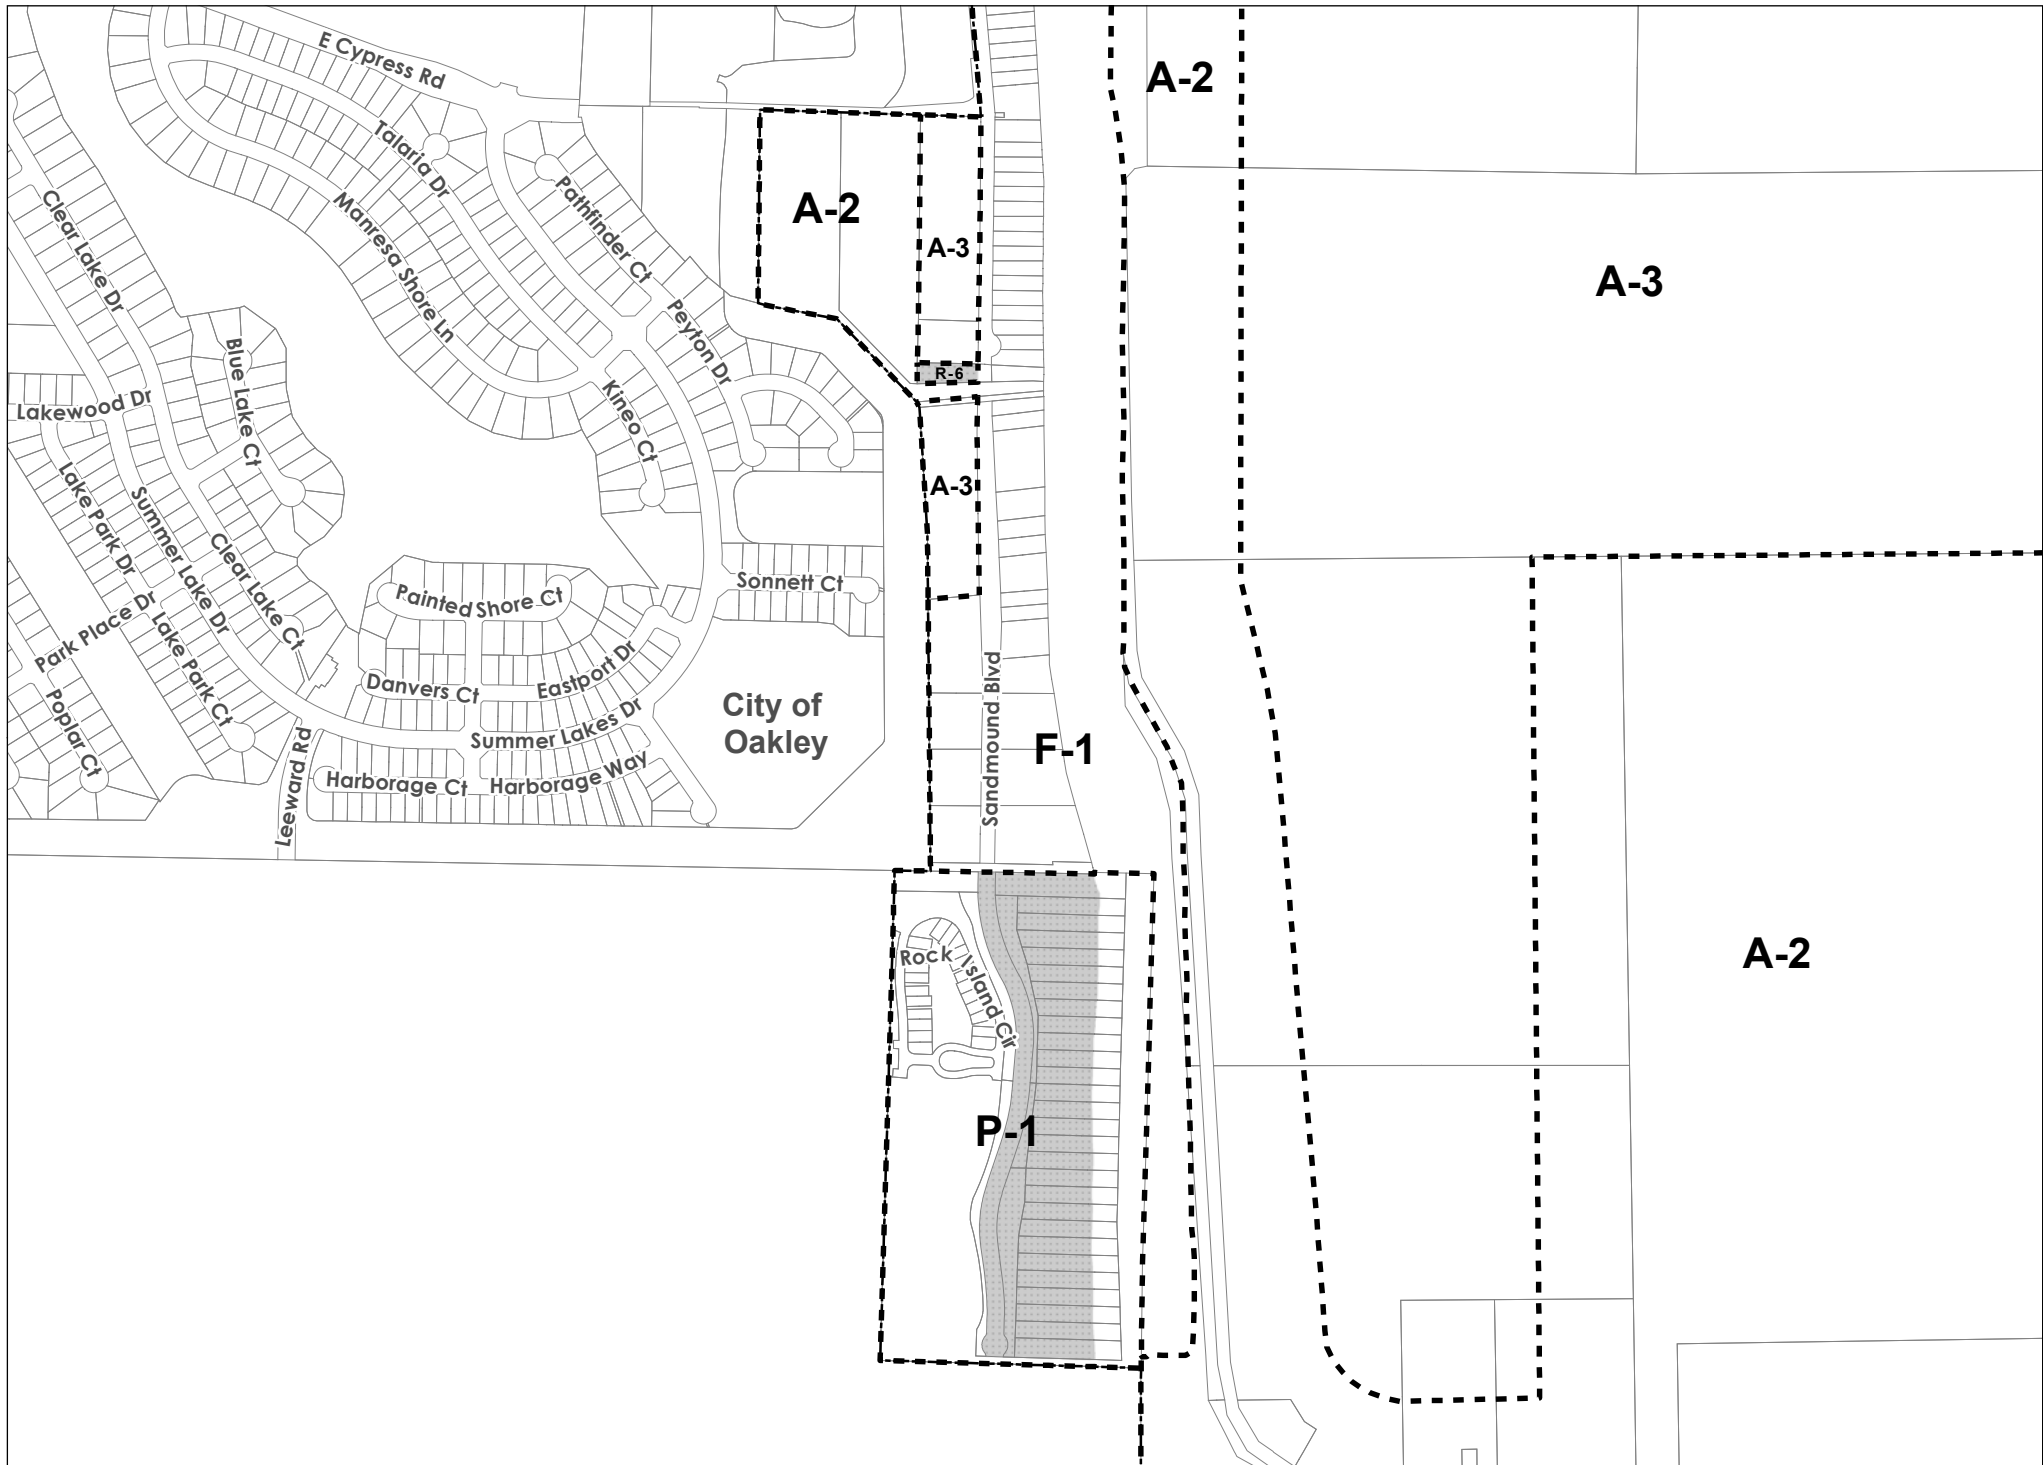 E Cypress Rd
A-2
Talaria Dr
Pathfinder Ct
Clear Lake Dr
Manresa Shore Ln
A-2
A-3
A-3
Peyton Dr
Blue Lake Ct
R-6
Lakewood Dr
Kineo Ct
Lake Park Dr
Summer Lake Dr
A-3
Clear Lake Ct
Painted Shore Ct
Sonnett Ct
Park Place Dr
Lake Park Ct
Eastport Dr
Danvers Ct
Poplar Ct
Summer Lakes Dr
City of
Oakley
Sandmound Blvd
F-1
Leeward Rd
Harborage Ct
Harborage Way
Rock Island Cir
A-2
P-1